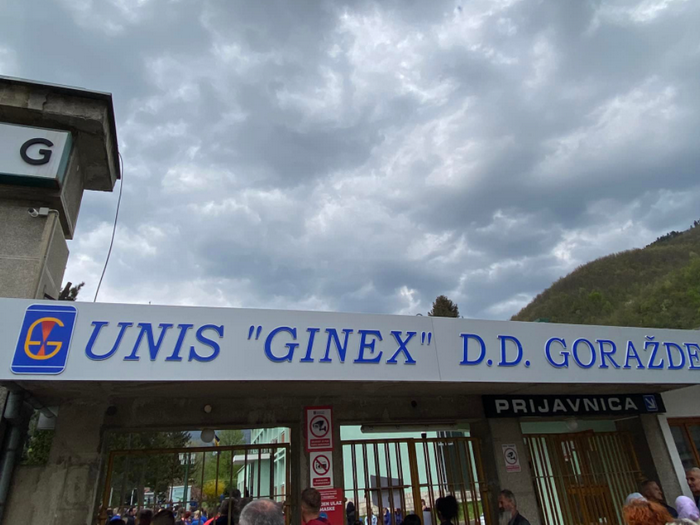 G
UNIS "GINEX" D.D. GORAŽDE
PRIJAVNICA